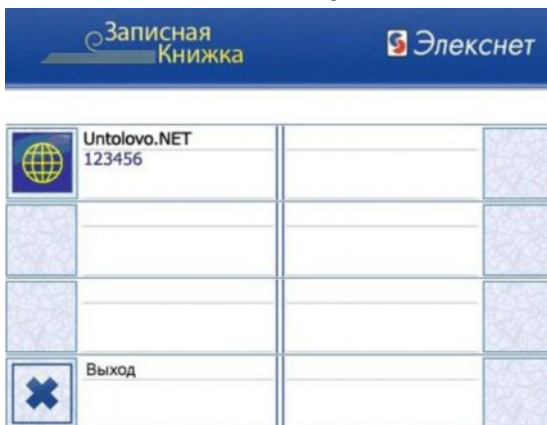 Записная
Книжка
Элекснет
Untolovo.NET
123456
Выход